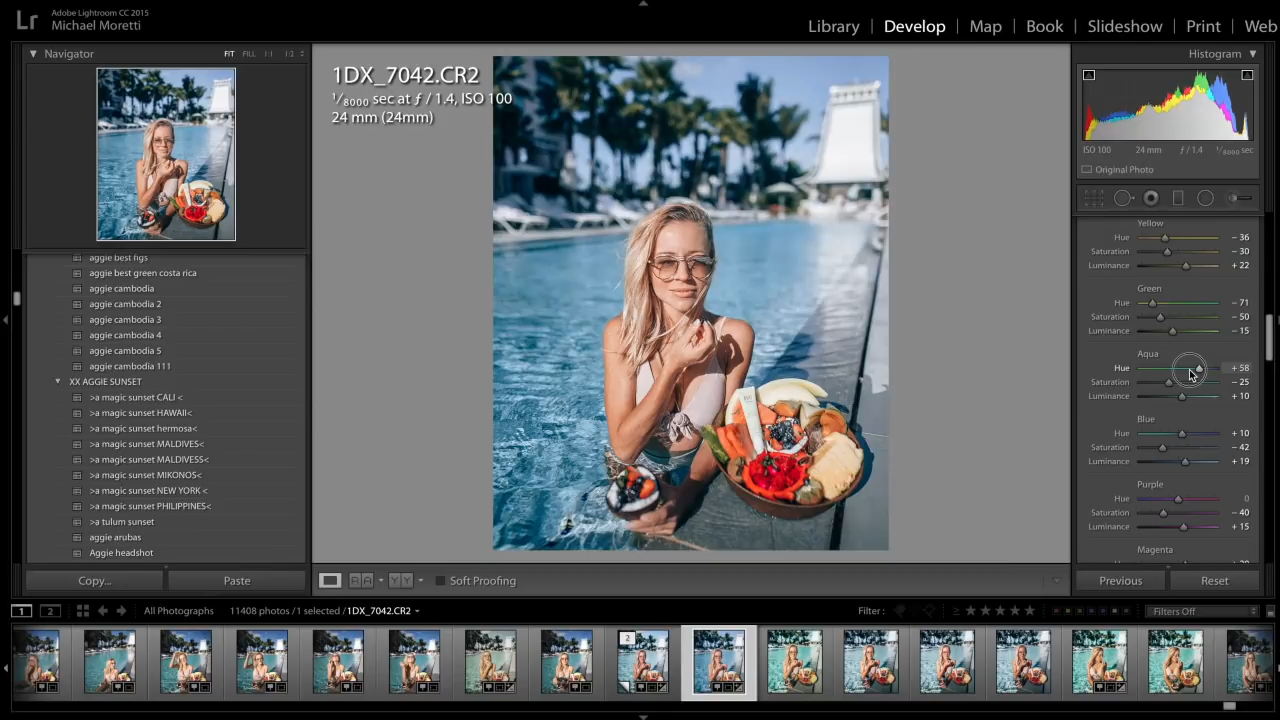 Lr
Adobe Lightroom CC 2015
Michael Moretti
Library | Develop | Map | Book | Slideshow | Print | Web
Navigator FIT FILL 1:1 1:2
aggie best figs
aggie best green costa rica
aggie cambodia
aggie cambodia 2
aggie cambodia 3
aggie cambodia 4
aggie cambodia 5
aggie cambodia 111
XX AGGIE SUNSET
>a magic sunset CALI <
>a magic sunset HAWAII<
>a magic sunset hermosa<
>a magic sunset MALDIVES<
>a magic sunset MALDIVESS<
>a magic sunset MIKONOS<
>a magic sunset NEW YORK <
>a magic sunset PHILIPPINES<
>a tulum sunset
aggie arubas
Aggie headshot
Copy... Paste
1DX_7042.CR2
1/8000 sec at ƒ / 1.4, ISO 100
24 mm (24mm)
Soft Proofing
Histogram
ISO 100 24 mm ƒ / 1.4 1/8000 sec
Original Photo
Yellow
Hue − 36
Saturation − 30
Luminance + 22
Green
Hue − 71
Saturation − 50
Luminance − 15
Aqua
Hue + 58
Saturation − 25
Luminance + 10
Blue
Hue + 10
Saturation − 42
Luminance + 19
Purple
Hue 0
Saturation − 40
Luminance + 15
Magenta
Previous Reset
1 2 All Photographs 11408 photos / 1 selected / 1DX_7042.CR2 Filter : Filters Off
2